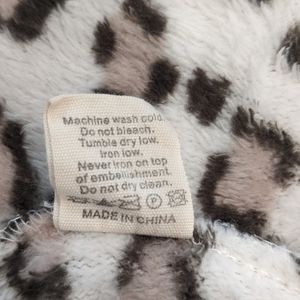 Machine wash cold.
Do not bleach.
Tumble dry low.
Iron low.
Never iron on top
of embellishment.
Do not dry clean.
P
MADE IN CHINA